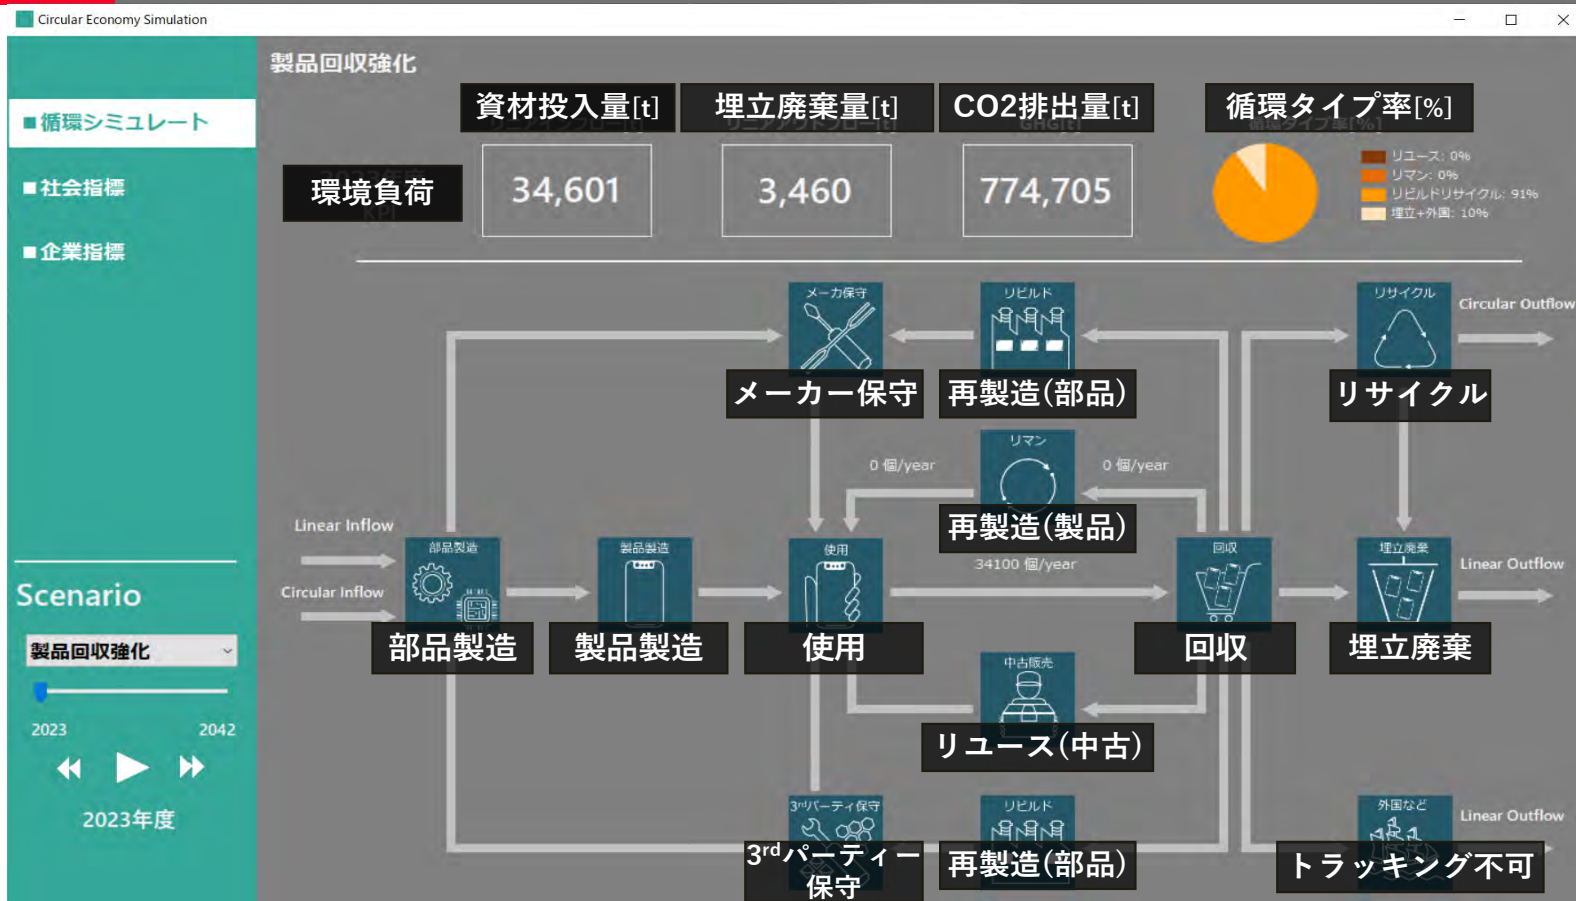 Circular Economy Simulation
製品回収強化
■循環シミュレート
■社会指標
■企業指標
資材投入量[t]
埋立廃棄量[t]
CO2排出量[t]
循環タイプ率[%]
環境負荷
34,601
3,460
774,705
リユース: 0%
リマン: 0%
リビルドリサイクル: 91%
埋立+外国: 10%
メーカ保守
メーカー保守
リビルド
再製造(部品)
リサイクル
リサイクル
Circular Outflow
リマン
0 個/year
0 個/year
再製造(製品)
Linear Inflow
Circular Inflow
部品製造
部品製造
製品製造
製品製造
使用
使用
34100 個/year
回収
回収
埋立廃棄
埋立廃棄
Linear Outflow
中古販売
リユース(中古)
3rdパーティ保守
3rdパーティー
保守
リビルド
再製造(部品)
外国など
トラッキング不可
Linear Outflow
Scenario
製品回収強化
2023
2042
2023年度